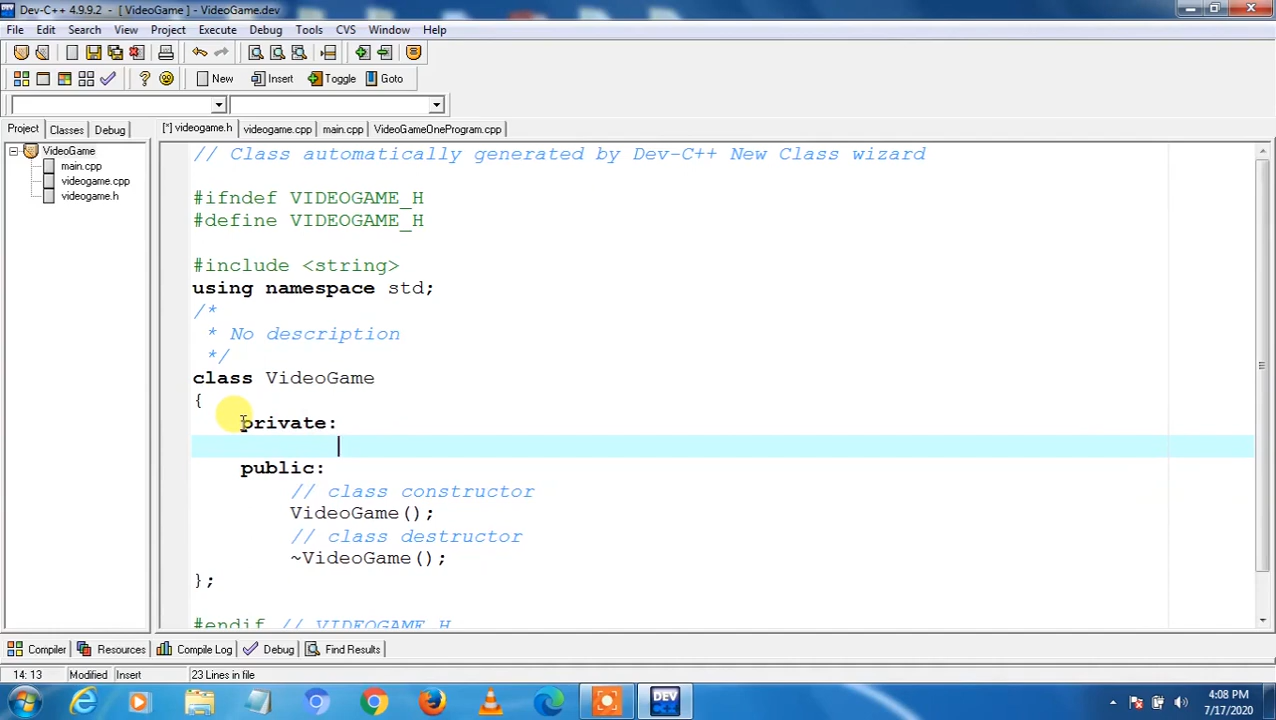 Dev-C++ 4.9.9.2 - [ VideoGame ] - VideoGame.dev
File Edit Search View Project Execute Debug Tools CVS Window Help
New Insert Toggle Goto
Project Classes Debug [*] videogame.h videogame.cpp main.cpp VideoGameOneProgram.cpp
VideoGame
main.cpp
videogame.cpp
videogame.h
// Class automatically generated by Dev-C++ New Class wizard
#ifndef VIDEOGAME_H
#define VIDEOGAME_H
#include <string>
using namespace std;
/*
* No description
*/
class VideoGame
{
private:
public:
// class constructor
VideoGame();
// class destructor
~VideoGame();
};
#endif // VIDEOGAME_H
Compiler Resources Compile Log Debug Find Results
14: 13 Modified Insert 23 Lines in file
DEV
4:08 PM
7/17/2020